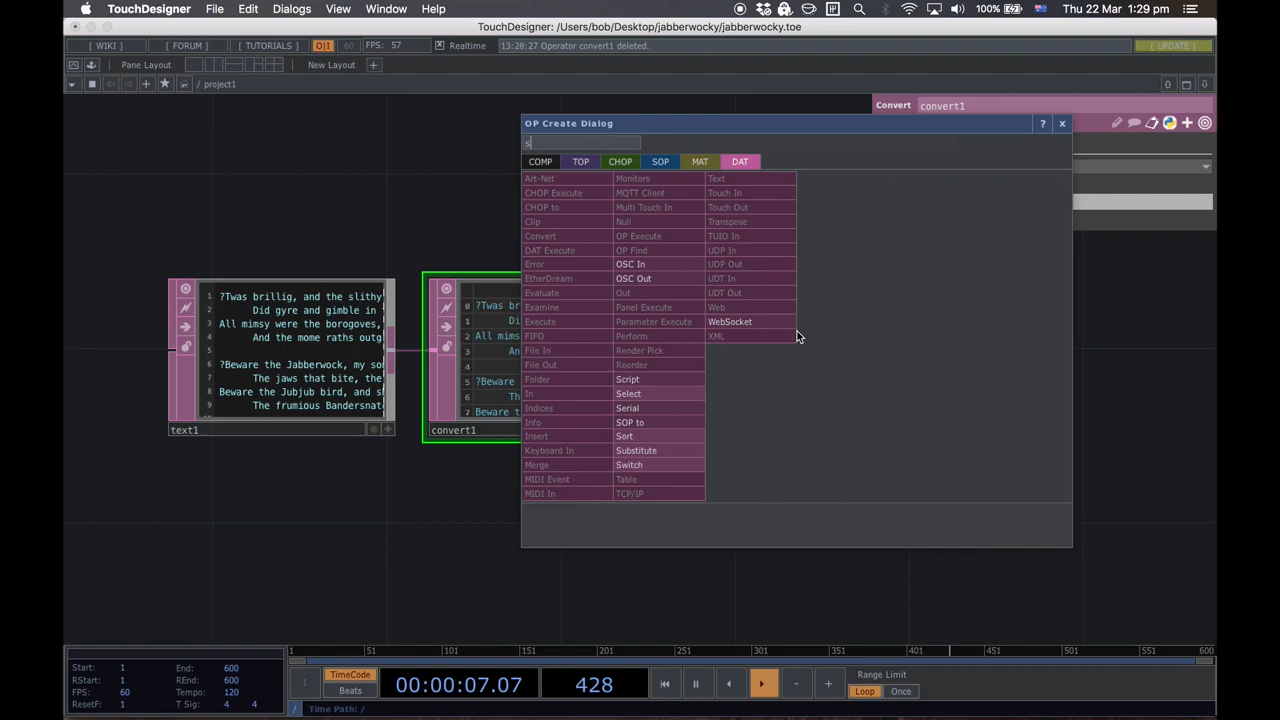 TouchDesigner File Edit Dialogs View Window Help 100% Thu 22 Mar 1:29 pm
TouchDesigner: /Users/bob/Desktop/jabberwocky/jabberwocky.toe
[ WIKI ] [ FORUM ] [ TUTORIALS ] O|I 60 FPS: 57 Realtime 13:28:27 Operator convert1 deleted. [ UPDATE ]
Pane Layout New Layout +
/ project1 0
Convert convert1
OP Create Dialog ? x
s
COMP TOP CHOP SOP MAT DAT
Art-Net Monitors Text
CHOP Execute MQTT Client Touch In
CHOP to Multi Touch In Touch Out
Clip Null Transpose
Convert OP Execute TUIO In
DAT Execute OP Find UDP In
Error OSC In UDP Out
EtherDream OSC Out UDT In
Evaluate Out UDT Out
Examine Panel Execute Web
Execute Parameter Execute WebSocket
FIFO Perform XML
File In Render Pick
File Out Reorder
Folder Script
In Select
Indices Serial
Info SOP to
Insert Sort
Keyboard In Substitute
Merge Switch
MIDI Event Table
MIDI In TCP/IP
1 ?Twas brillig, and the slithy
2 Did gyre and gimble in
3 All mimsy were the borogoves,
4 And the mome raths outg
5
6 ?Beware the Jabberwock, my so
7 The jaws that bite, the
8 Beware the Jubjub bird, and s
9 The frumious Bandersnat
text1
0 ?Twas br
1 Di
2 All mims
3 An
4
5 ?Beware
6 Th
7 Beware t
convert1
Start: 1 End: 600
RStart: 1 REnd: 600
FPS: 60 Tempo: 120
ResetF: 1 T Sig: 4 4
1 51 101 151 201 251 301 351 401 451 501 551 600
TimeCode
Beats
00:00:07.07 428
- +
Range Limit
Loop Once
/ Time Path: /